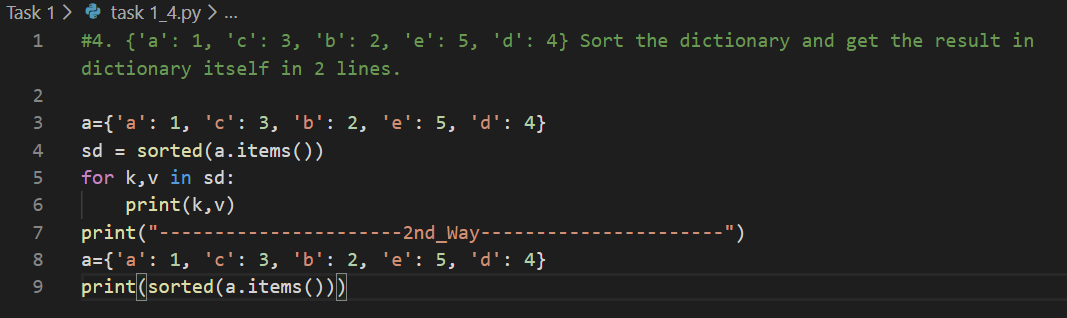 Task 1 > task 1_4.py > ...
1 #4. {'a': 1, 'c': 3, 'b': 2, 'e': 5, 'd': 4} Sort the dictionary and get the result in
dictionary itself in 2 lines.
2
3 a={'a': 1, 'c': 3, 'b': 2, 'e': 5, 'd': 4}
4 sd = sorted(a.items())
5 for k,v in sd:
6     print(k,v)
7 print("----------------------2nd_Way----------------------")
8 a={'a': 1, 'c': 3, 'b': 2, 'e': 5, 'd': 4}
9 print(sorted(a.items()))